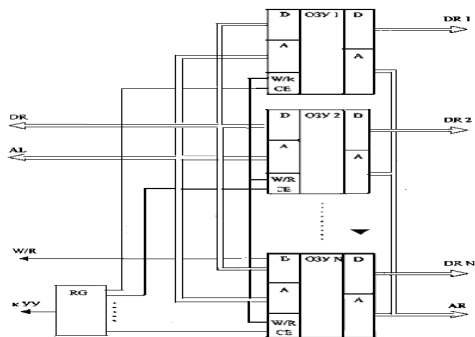 D ОЗУ 1 D DR 1
A A
W/k
CE
D ОЗУ 2 D DR 2
DR
A A
AL
W/R
CE
W/R
D ОЗУ N D DR N
RG A A
к УУ AR
W/R
CE